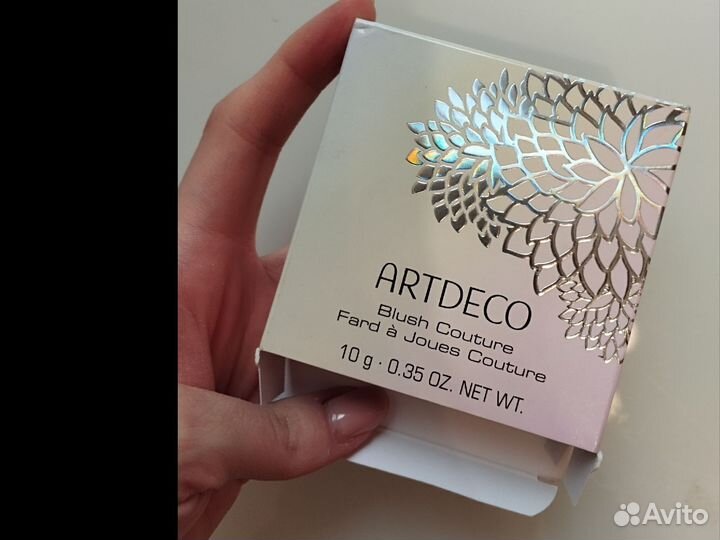 ARTDECO
Blush Couture
Fard à Joues Couture
10 g · 0.35 OZ. NET WT.
Avito